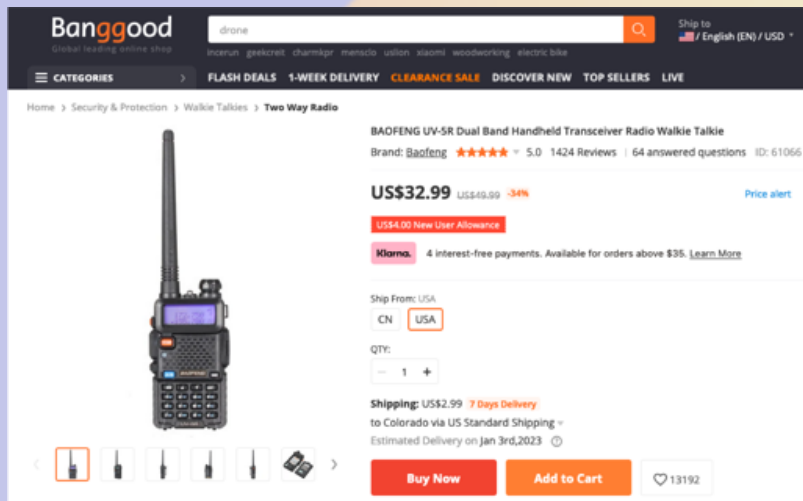 Banggood
Global leading online shop
drone
Ship to
/ English (EN) / USD
incerun geekcreit charmkpr menscio uslion xiaomi woodworking electric bike
CATEGORIES
FLASH DEALS 1-WEEK DELIVERY CLEARANCE SALE DISCOVER NEW TOP SELLERS LIVE
Home > Security & Protection > Walkie Talkies > Two Way Radio
BAOFENG UV-5R Dual Band Handheld Transceiver Radio Walkie Talkie
Brand: Baofeng 5.0 1424 Reviews | 64 answered questions ID: 61066
US$32.99 US$49.99 -34% Price alert
US$4.00 New User Allowance
Klarna. 4 interest-free payments. Available for orders above $35. Learn More
Ship From: USA
CN USA
QTY:
− 1 +
Shipping: US$2.99 7 Days Delivery
to Colorado via US Standard Shipping
Estimated Delivery on Jan 3rd,2023
Buy Now Add to Cart 13192